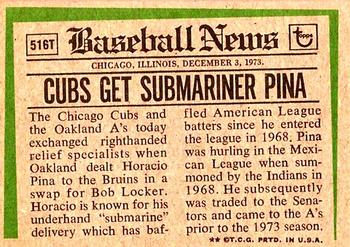 516T
Baseball News
topps
CHICAGO, ILLINOIS, DECEMBER 3, 1973.
CUBS GET SUBMARINER PINA
The Chicago Cubs and
the Oakland A's today
exchanged righthanded
relief specialists when
Oakland dealt Horacio
Pina to the Bruins in a
swap for Bob Locker.
Horacio is known for his
underhand "submarine"
delivery which has baf-
fled American League
batters since he entered
the league in 1968. Pina
was hurling in the Mexi-
can League when sum-
moned by the Indians in
1968. He subsequently
was traded to the Sena-
tors and came to the A's
prior to the 1973 season.
** ©T.C.G. PRTD. IN U.S.A.